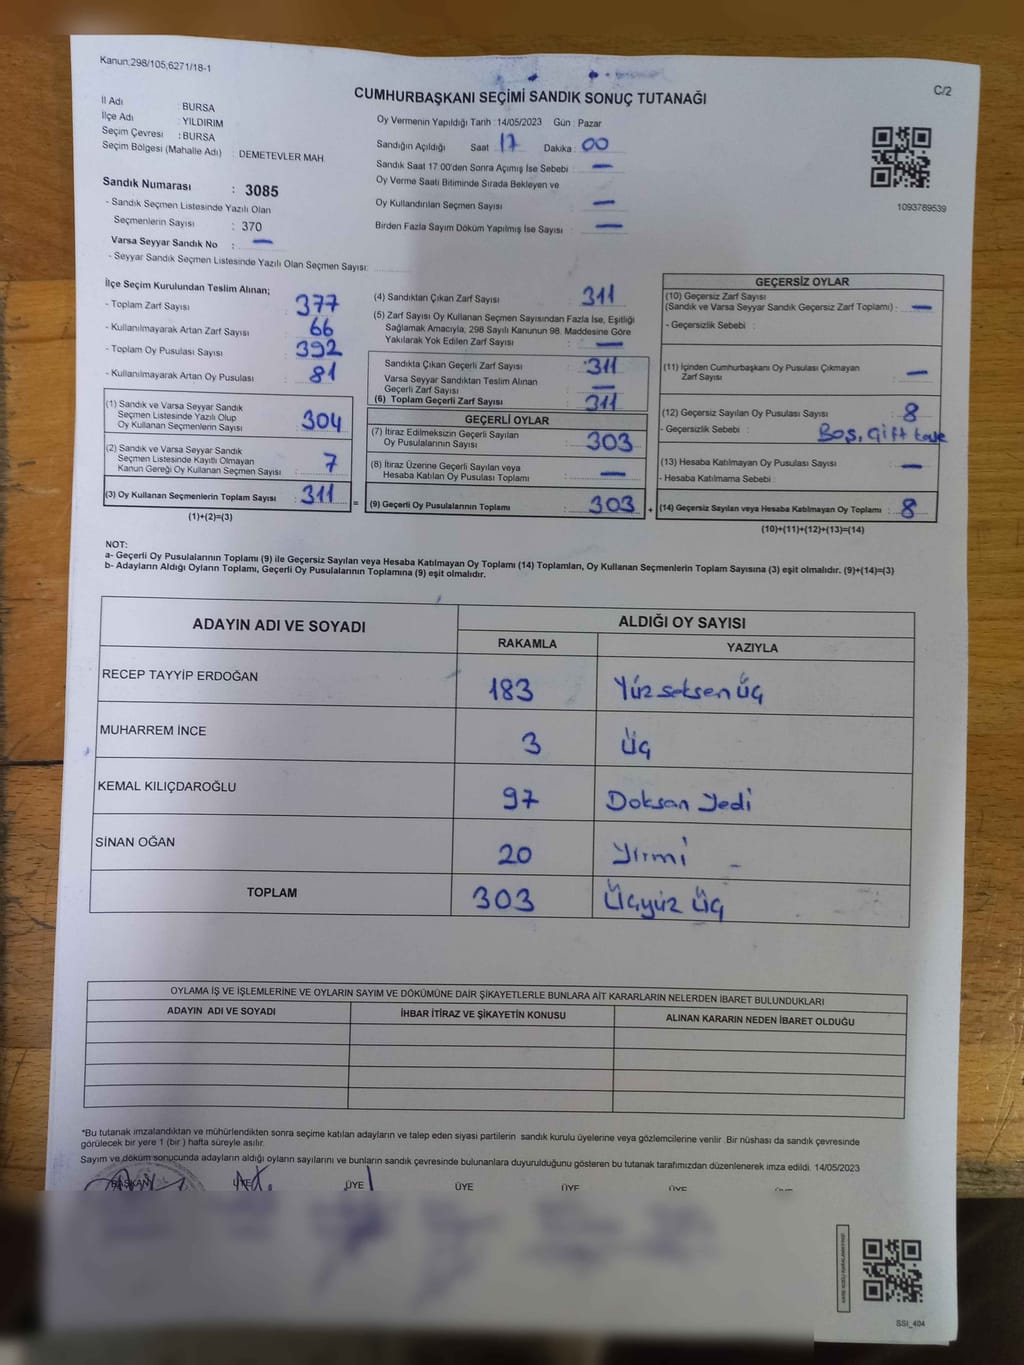 Kanun,298/105,6271/18-1
C/2
CUMHURBAŞKANI SEÇİMİ SANDIK SONUÇ TUTANAĞI
İl Adı : BURSA
İlçe Adı : YILDIRIM
Seçim Çevresi : BURSA
Seçim Bölgesi (Mahalle Adı) : DEMETEVLER MAH.
Sandık Numarası : 3085
- Sandık Seçmen Listesinde Yazılı Olan
Seçmenlerin Sayısı : 370
Varsa Seyyar Sandık No : —
- Seyyar Sandık Seçmen Listesinde Yazılı Olan Seçmen Sayısı:
Oy Vermenin Yapıldığı Tarih :14/05/2023 Gün : Pazar
Sandığın Açıldığı Saat : 17 Dakika : 00
Sandık Saat 17:00'den Sonra Açılmış İse Sebebi : —
Oy Verme Saati Bitiminde Sırada Bekleyen ve
Oy Kullandırılan Seçmen Sayısı : —
Birden Fazla Sayım Döküm Yapılmış İse Sayısı : —
1093789539
İlçe Seçim Kurulundan Teslim Alınan;
- Toplam Zarf Sayısı : 377
- Kullanılmayarak Artan Zarf Sayısı : 66
- Toplam Oy Pusulası Sayısı : 392
- Kullanılmayarak Artan Oy Pusulası : 81
(1) Sandık ve Varsa Seyyar Sandık
Seçmen Listesinde Yazılı Olup
Oy Kullanan Seçmenlerin Sayısı : 304
(2) Sandık ve Varsa Seyyar Sandık
Seçmen Listesinde Kayıtlı Olmayan
Kanun Gereği Oy Kullanan Seçmen Sayısı : 7
(3) Oy Kullanan Seçmenlerin Toplam Sayısı : 311
(1)+(2)=(3)
=
(4) Sandıktan Çıkan Zarf Sayısı : 311
(5) Zarf Sayısı Oy Kullanan Seçmen Sayısından Fazla İse, Eşitliği
Sağlamak Amacıyla, 298 Sayılı Kanunun 98. Maddesine Göre
Yakılarak Yok Edilen Zarf Sayısı : —
Sandıkta Çıkan Geçerli Zarf Sayısı : 311
Varsa Seyyar Sandıktan Teslim Alınan
Geçerli Zarf Sayısı : —
(6) Toplam Geçerli Zarf Sayısı : 311
GEÇERLİ OYLAR
(7) İtiraz Edilmeksizin Geçerli Sayılan
Oy Pusulalarının Sayısı : 303
(8) İtiraz Üzerine Geçerli Sayılan veya
Hesaba Katılan Oy Pusulası Toplamı : —
(9) Geçerli Oy Pusulalarının Toplamı : 303
+
GEÇERSİZ OYLAR
(10) Geçersiz Zarf Sayısı
(Sandık ve Varsa Seyyar Sandık Geçersiz Zarf Toplamı) : —
- Geçersizlik Sebebi :
(11) İçinden Cumhurbaşkanı Oy Pusulası Çıkmayan
Zarf Sayısı : —
(12) Geçersiz Sayılan Oy Pusulası Sayısı : 8
- Geçersizlik Sebebi : Boş, Çift kaşe
(13) Hesaba Katılmayan Oy Pusulası Sayısı : —
- Hesaba Katılmama Sebebi :
(14) Geçersiz Sayılan veya Hesaba Katılmayan Oy Toplamı : 8
(10)+(11)+(12)+(13)=(14)
NOT:
a- Geçerli Oy Pusulalarının Toplamı (9) ile Geçersiz Sayılan veya Hesaba Katılmayan Oy Toplamı (14) Toplamları, Oy Kullanan Seçmenlerin Toplam Sayısına (3) eşit olmalıdır. (9)+(14)=(3)
b- Adayların Aldığı Oyların Toplamı, Geçerli Oy Pusulalarının Toplamına (9) eşit olmalıdır.
ADAYIN ADI VE SOYADI
ALDIĞI OY SAYISI
RAKAMLA YAZIYLA
RECEP TAYYİP ERDOĞAN 183 Yüz seksen üç
MUHARREM İNCE 3 üç
KEMAL KILIÇDAROĞLU 97 Doksan Yedi
SİNAN OĞAN 20 Yirmi
TOPLAM 303 Üçyüz üç
OYLAMA İŞ VE İŞLEMLERİNE VE OYLARIN SAYIM VE DÖKÜMÜNE DAİR ŞİKAYETLERLE BUNLARA AİT KARARLARIN NELERDEN İBARET BULUNDUKLARI
ADAYIN ADI VE SOYADI İHBAR İTİRAZ VE ŞİKAYETİN KONUSU ALINAN KARARIN NEDEN İBARET OLDUĞU
*Bu tutanak imzalandıktan ve mühürlendikten sonra seçime katılan adayların ve talep eden siyasi partilerin sandık kurulu üyelerine veya gözlemcilerine verilir. Bir nüshası da sandık çevresinde
görülecek bir yere 1 (bir ) hafta süreyle asılır.
Sayım ve döküm sonucunda adayların aldığı oyların sayılarını ve bunların sandık çevresinde bulunanlara duyurulduğunu gösteren bu tutanak tarafımızdan düzenlenerek imza edildi. 14/05/2023
BAŞKAN ÜYE ÜYE ÜYE ÜYE ÜYE
SSI_404